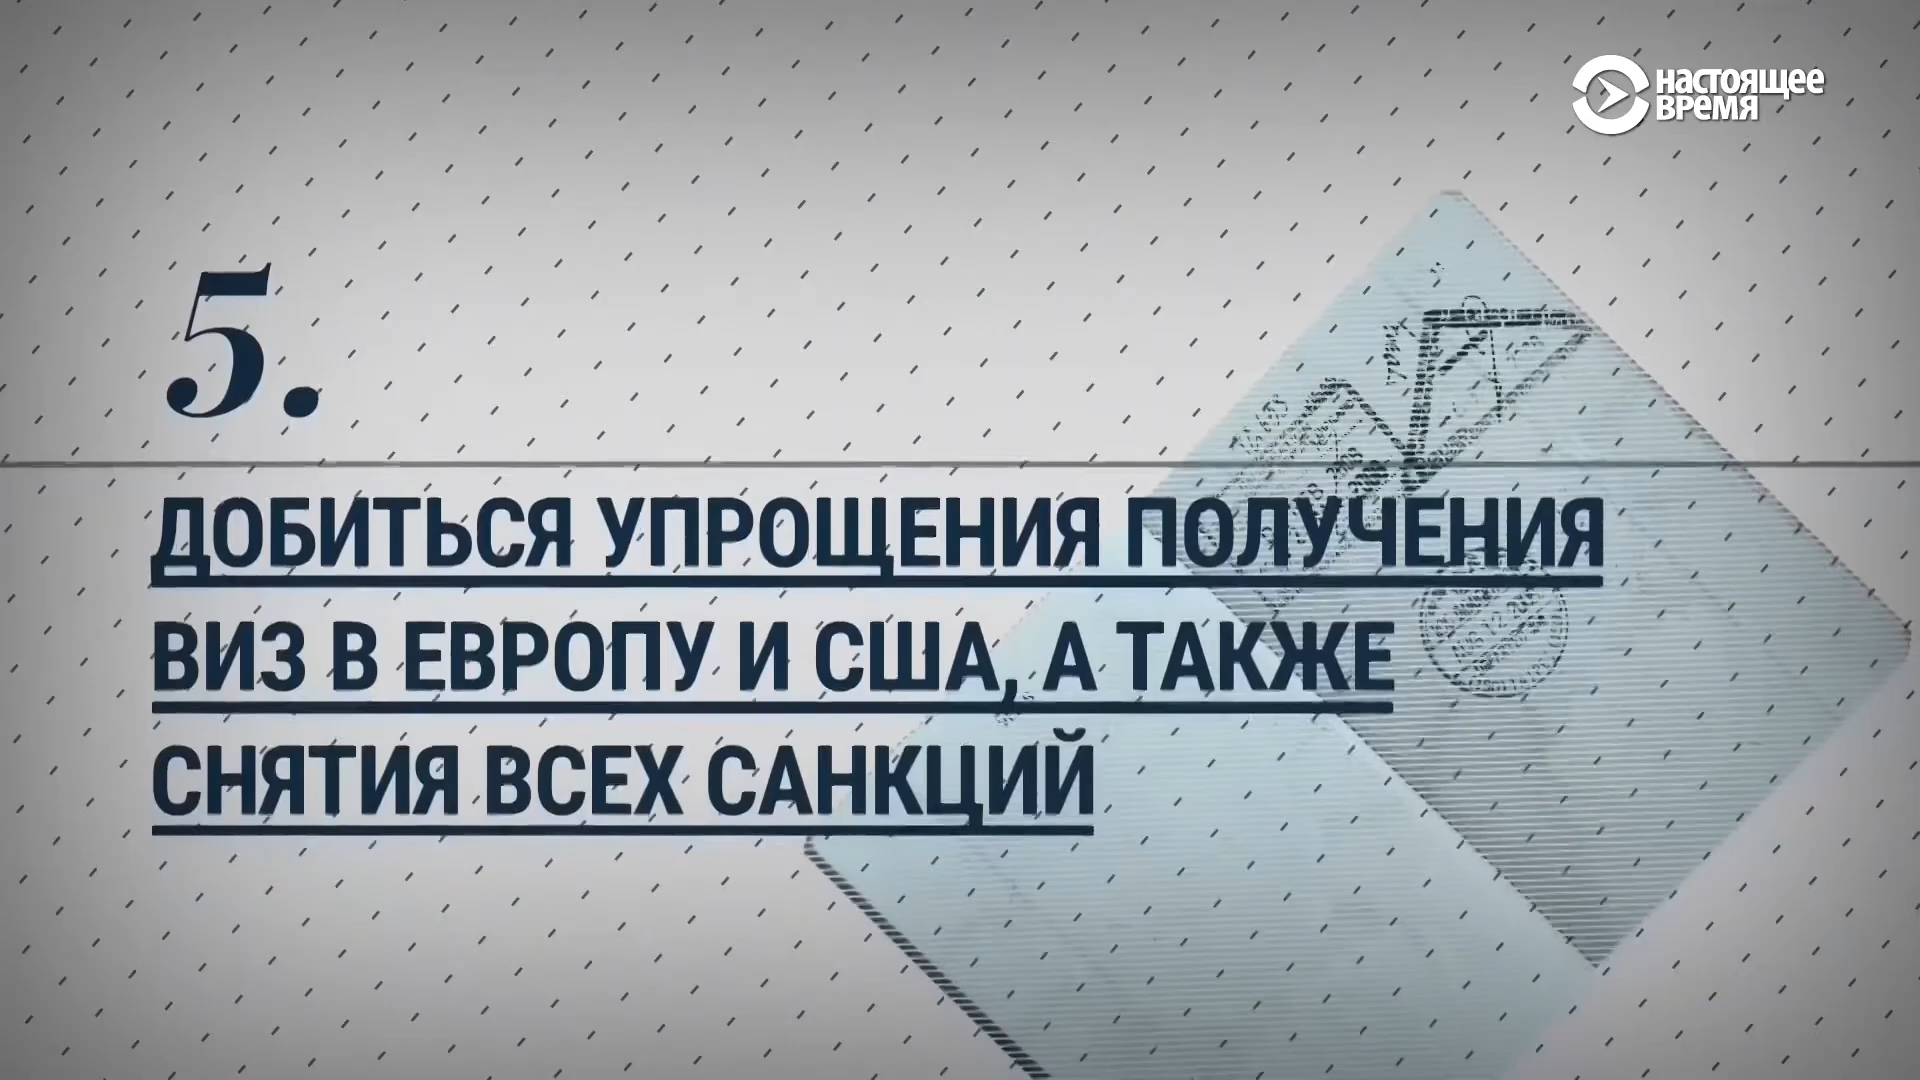 НАСТОЯЩЕЕ
ВРЕМЯ
5.
ДОБИТЬСЯ УПРОЩЕНИЯ ПОЛУЧЕНИЯ
ВИЗ В ЕВРОПУ И США, А ТАКЖЕ
СНЯТИЯ ВСЕХ САНКЦИЙ